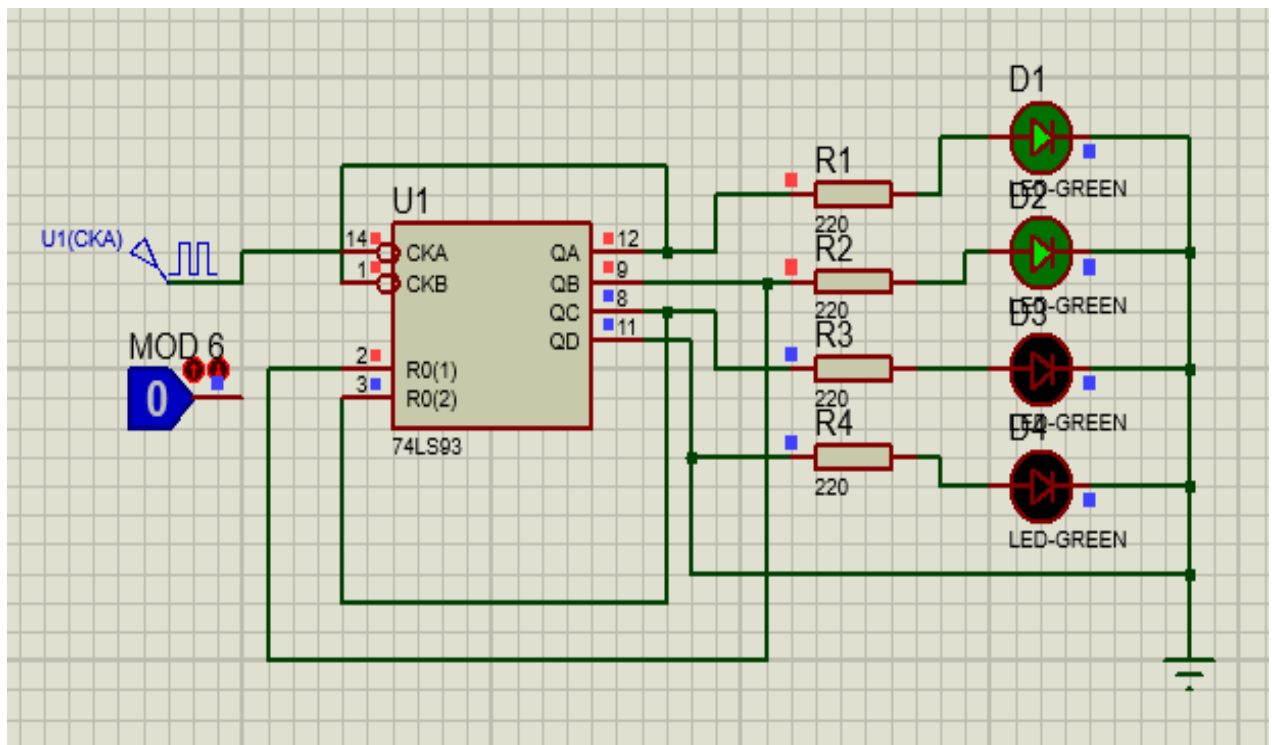 D1
LED-GREEN
R1
220
D2
LED-GREEN
R2
220
D3
LED-GREEN
R3
220
D4
LED-GREEN
R4
220
U1
U1(CKA)
14 CKA QA 12
1 CKB QB 9
QC 8
QD 11
2 R0(1)
3 R0(2)
74LS93
MOD 6
0